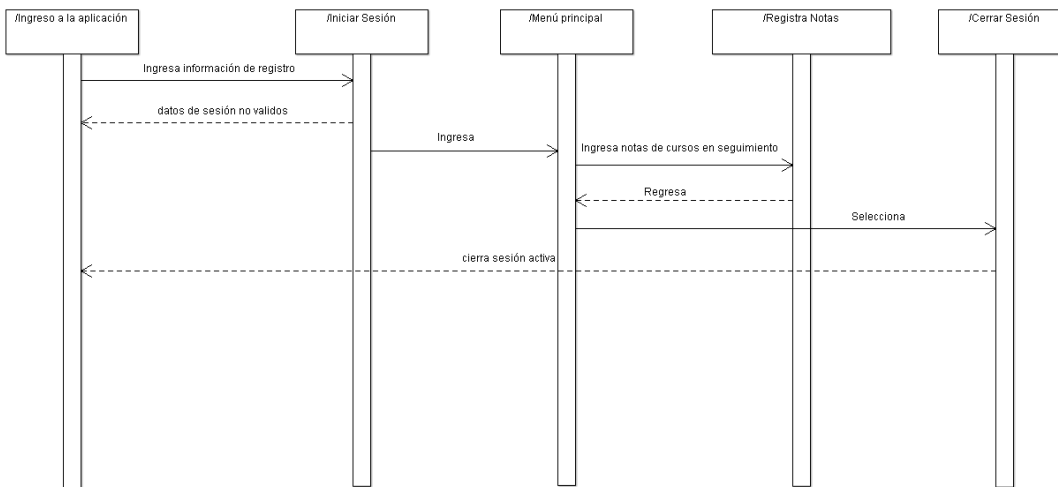 /Ingreso a la aplicación
/Iniciar Sesión
/Menú principal
/Registra Notas
/Cerrar Sesión
Ingresa información de registro
datos de sesión no validos
Ingresa
Ingresa notas de cursos en seguimiento
Regresa
Selecciona
cierra sesión activa